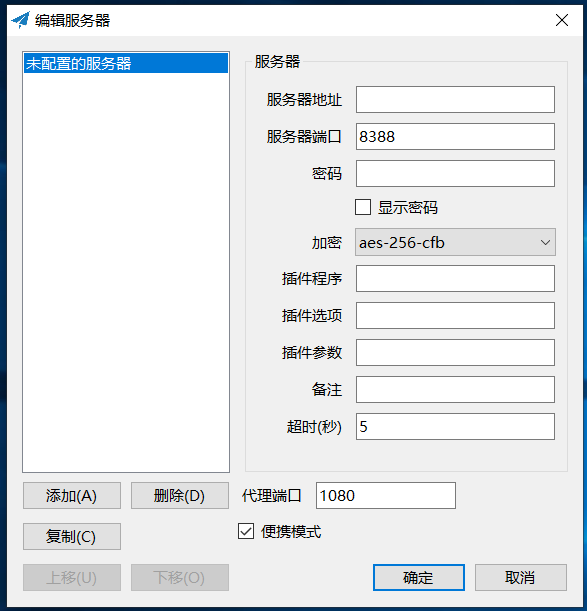 编辑服务器
未配置的服务器
服务器
服务器地址
服务器端口 8388
密码
显示密码
加密 aes-256-cfb
插件程序
插件选项
插件参数
备注
超时(秒) 5
添加(A) 删除(D) 代理端口 1080
复制(C) 便携模式
上移(U) 下移(O) 确定 取消